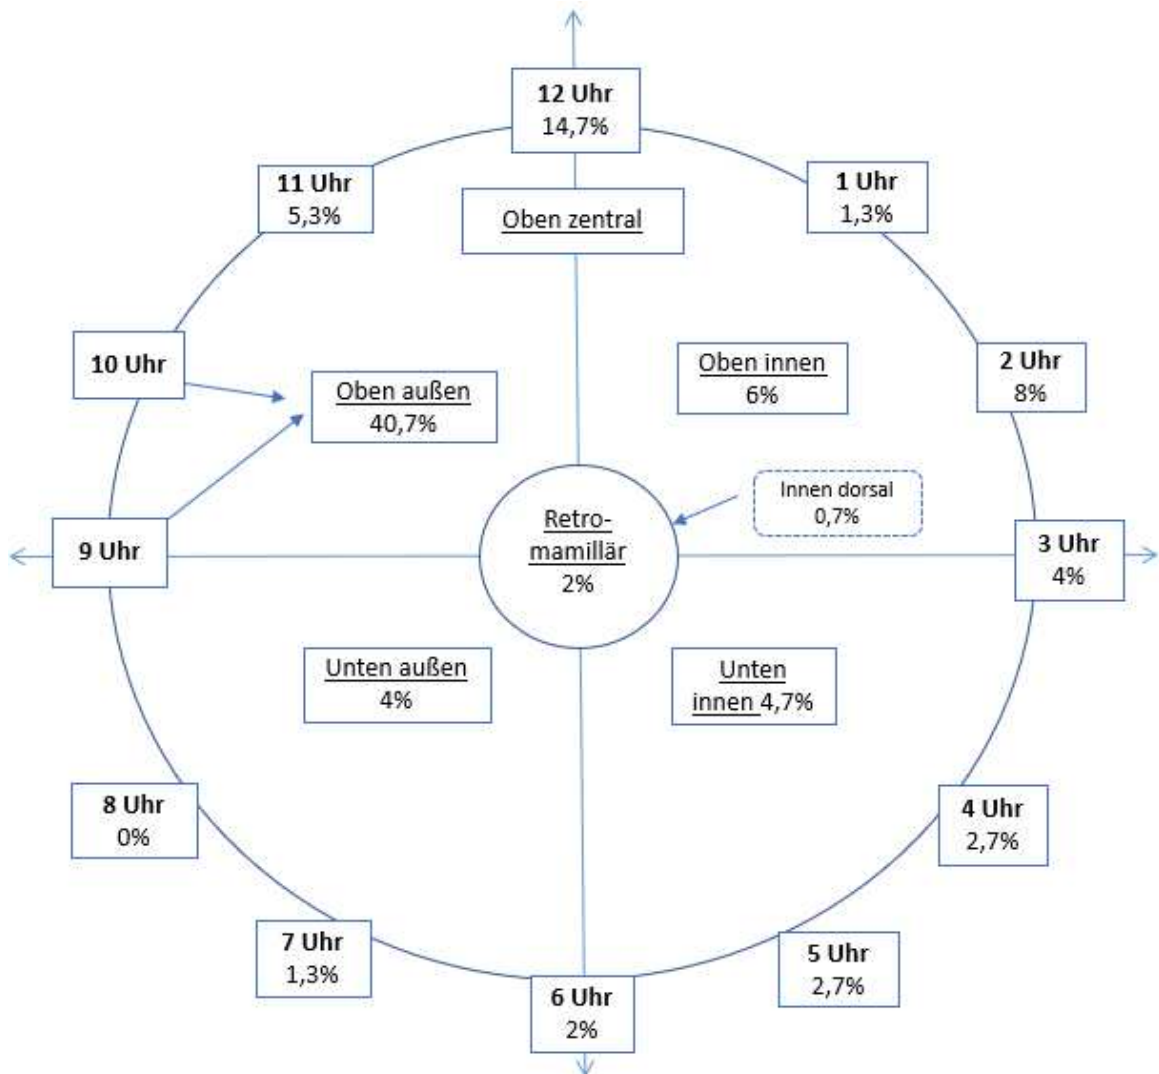 12 Uhr
14,7%
11 Uhr
5,3%
1 Uhr
1,3%
Oben zentral
10 Uhr
Oben innen
6%
2 Uhr
8%
Oben außen
40,7%
Innen dorsal
0,7%
Retro-
mamillär
2%
9 Uhr
3 Uhr
4%
Unten außen
4%
Unten
innen 4,7%
8 Uhr
0%
4 Uhr
2,7%
7 Uhr
1,3%
5 Uhr
2,7%
6 Uhr
2%